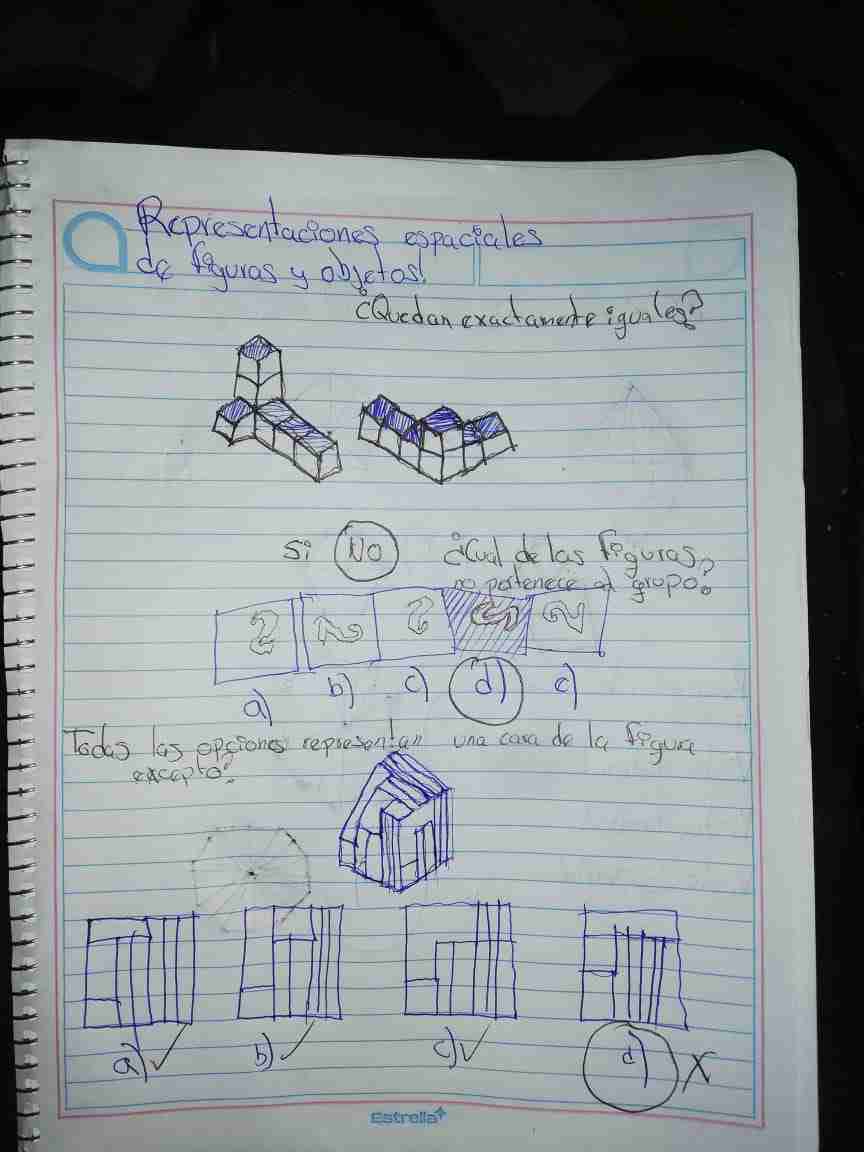 Representaciones espaciales
de figuras y objetos!
¿Quedan exactamente iguales?
Si No ¿Cual de las figuras,
no pertenece al grupo?
a) b) c) d) e)
Todas las opciones representan una cara de la figura
excepto:
a) ✓ b) ✓ c) ✓ d) X
Estrella